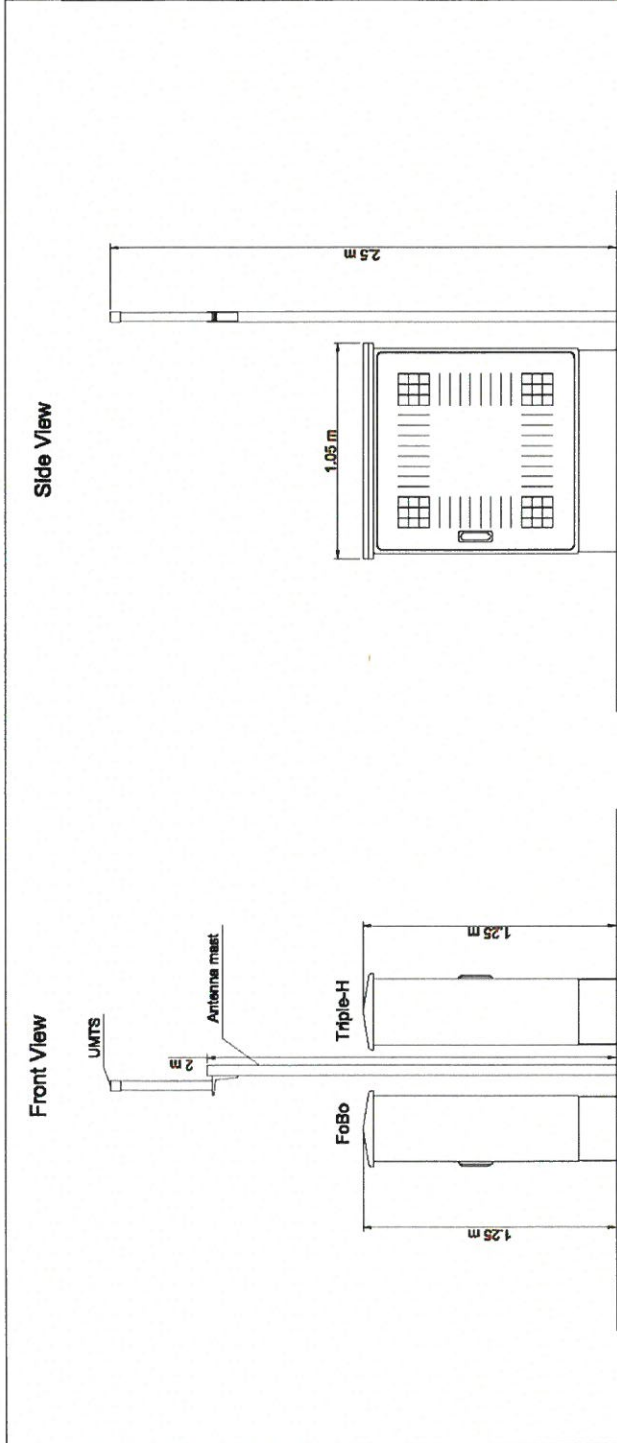 Front View
UMTS
Antenna mast
2 m
FoBo
Triple-H
1.25 m
1.25 m
Side View
2.5 m
1.05 m